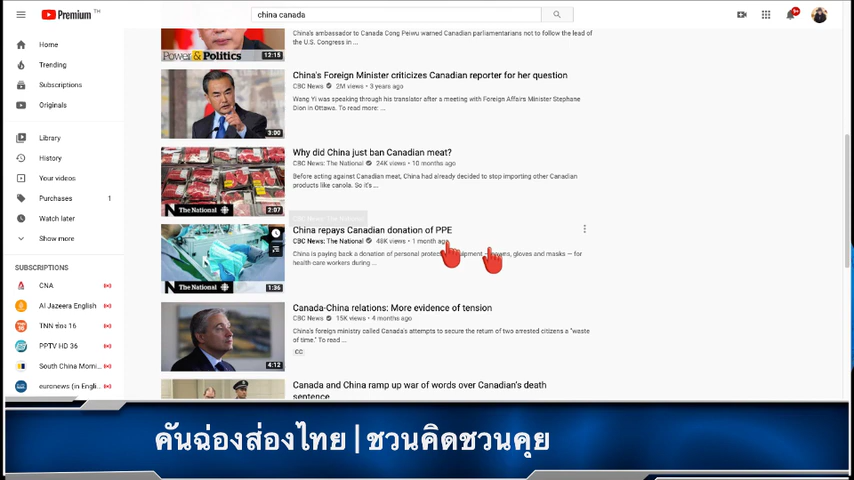 Premium TH
china canada
9+
Home
Trending
Subscriptions
Originals
Library
History
Your videos
Purchases 1
Watch later
Show more
SUBSCRIPTIONS
CNA
Al Jazeera English
TNN ช่อง 16
PPTV HD 36
South China Morni...
euronews (in Engli...
China's ambassador to Canada Cong Peiwu warned Canadian parliamentarians not to follow the lead of
the U.S. Congress in ...
Power & Politics
12:15
China's Foreign Minister criticizes Canadian reporter for her question
CBC News 2M views • 3 years ago
Wang Yi was speaking through his translator after a meeting with Foreign Affairs Minister Stephane
Dion in Ottawa. To read more: ...
3:00
Why did China just ban Canadian meat?
CBC News: The National 24K views • 10 months ago
Before acting against Canadian meat, China had already decided to stop importing other Canadian
products like canola. So it's ...
The National
2:07
CBC News: The National
China repays Canadian donation of PPE
CBC News: The National 48K views • 1 month ago
China is paying back a donation of personal gloves and masks — for
health care workers during ...
The National
1:36
Canada-China relations: More evidence of tension
CBC News 15K views • 4 months ago
China's foreign ministry called Canada's attempts to secure the return of two arrested citizens a "waste
of time." To read ...
CC
4:12
Canada and China ramp up war of words over Canadian's death
sentence
คันฉ่องส่องไทย | ชวนคิดชวนคุย